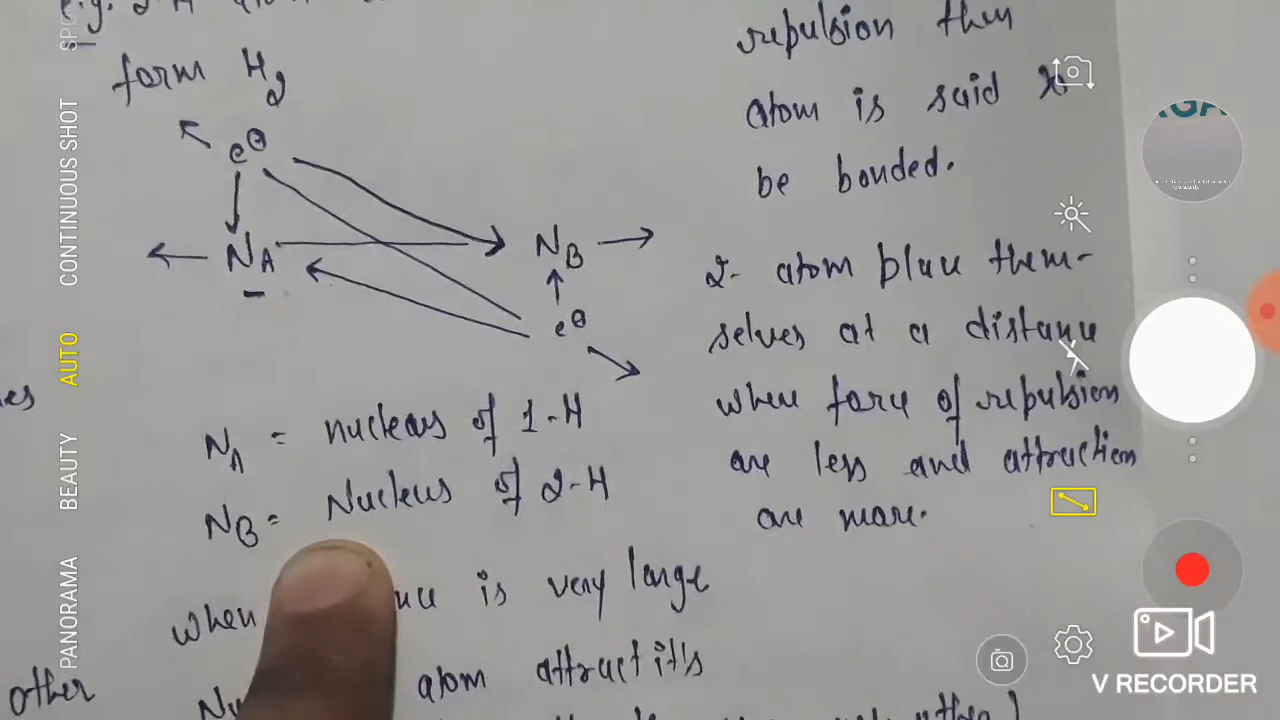 form H2
e⊖
NA
NB
e⊖
NA = nucleus of 1-H
NB = Nucleus of 2-H
when is very large
atom attract it's
other
repulsion then
atom is said to
be bonded.
2- atom place them-
selves at a distance
when force of repulsion
are less and attraction
are more.
CONTINUOUS SHOT
AUTO
BEAUTY
PANORAMA
V RECORDER